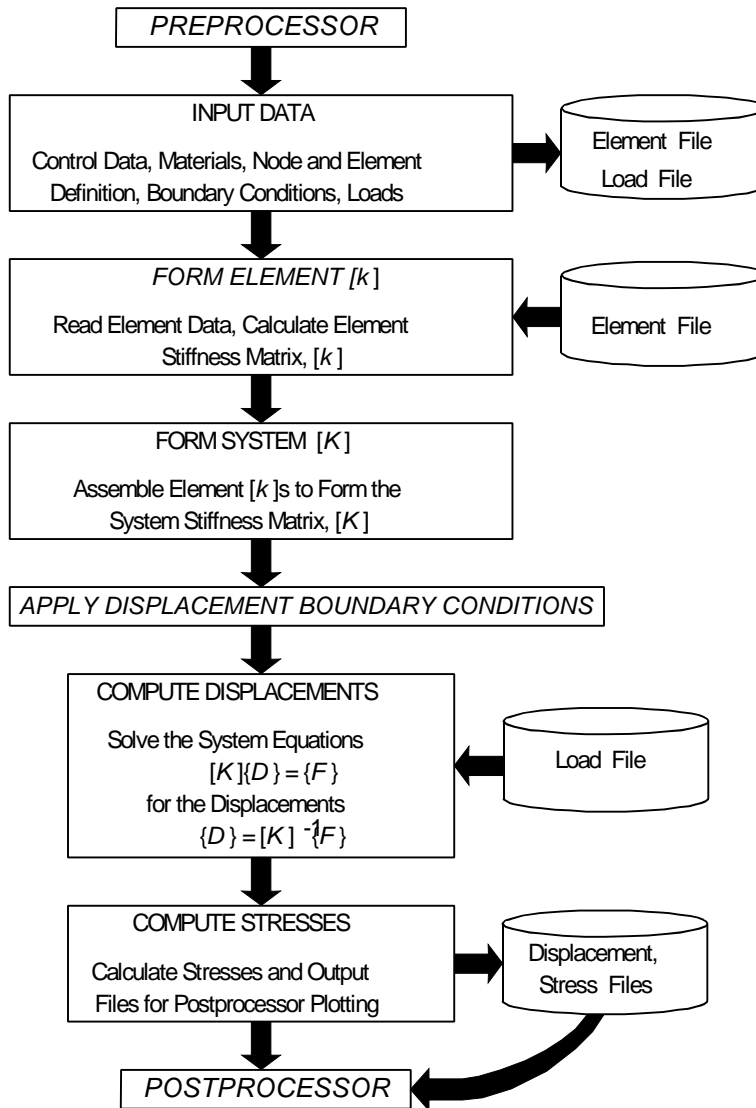 PREPROCESSOR
INPUT DATA
Control Data, Materials, Node and Element
Definition, Boundary Conditions, Loads
Element File
Load File
FORM ELEMENT [k]
Read Element Data, Calculate Element
Stiffness Matrix, [k]
Element File
FORM SYSTEM [K]
Assemble Element [k]s to Form the
System Stiffness Matrix, [K]
APPLY DISPLACEMENT BOUNDARY CONDITIONS
COMPUTE DISPLACEMENTS
Solve the System Equations
[K]{D} = {F}
for the Displacements
{D} = [K] -1{F}
Load File
COMPUTE STRESSES
Calculate Stresses and Output
Files for Postprocessor Plotting
Displacement,
Stress Files
POSTPROCESSOR